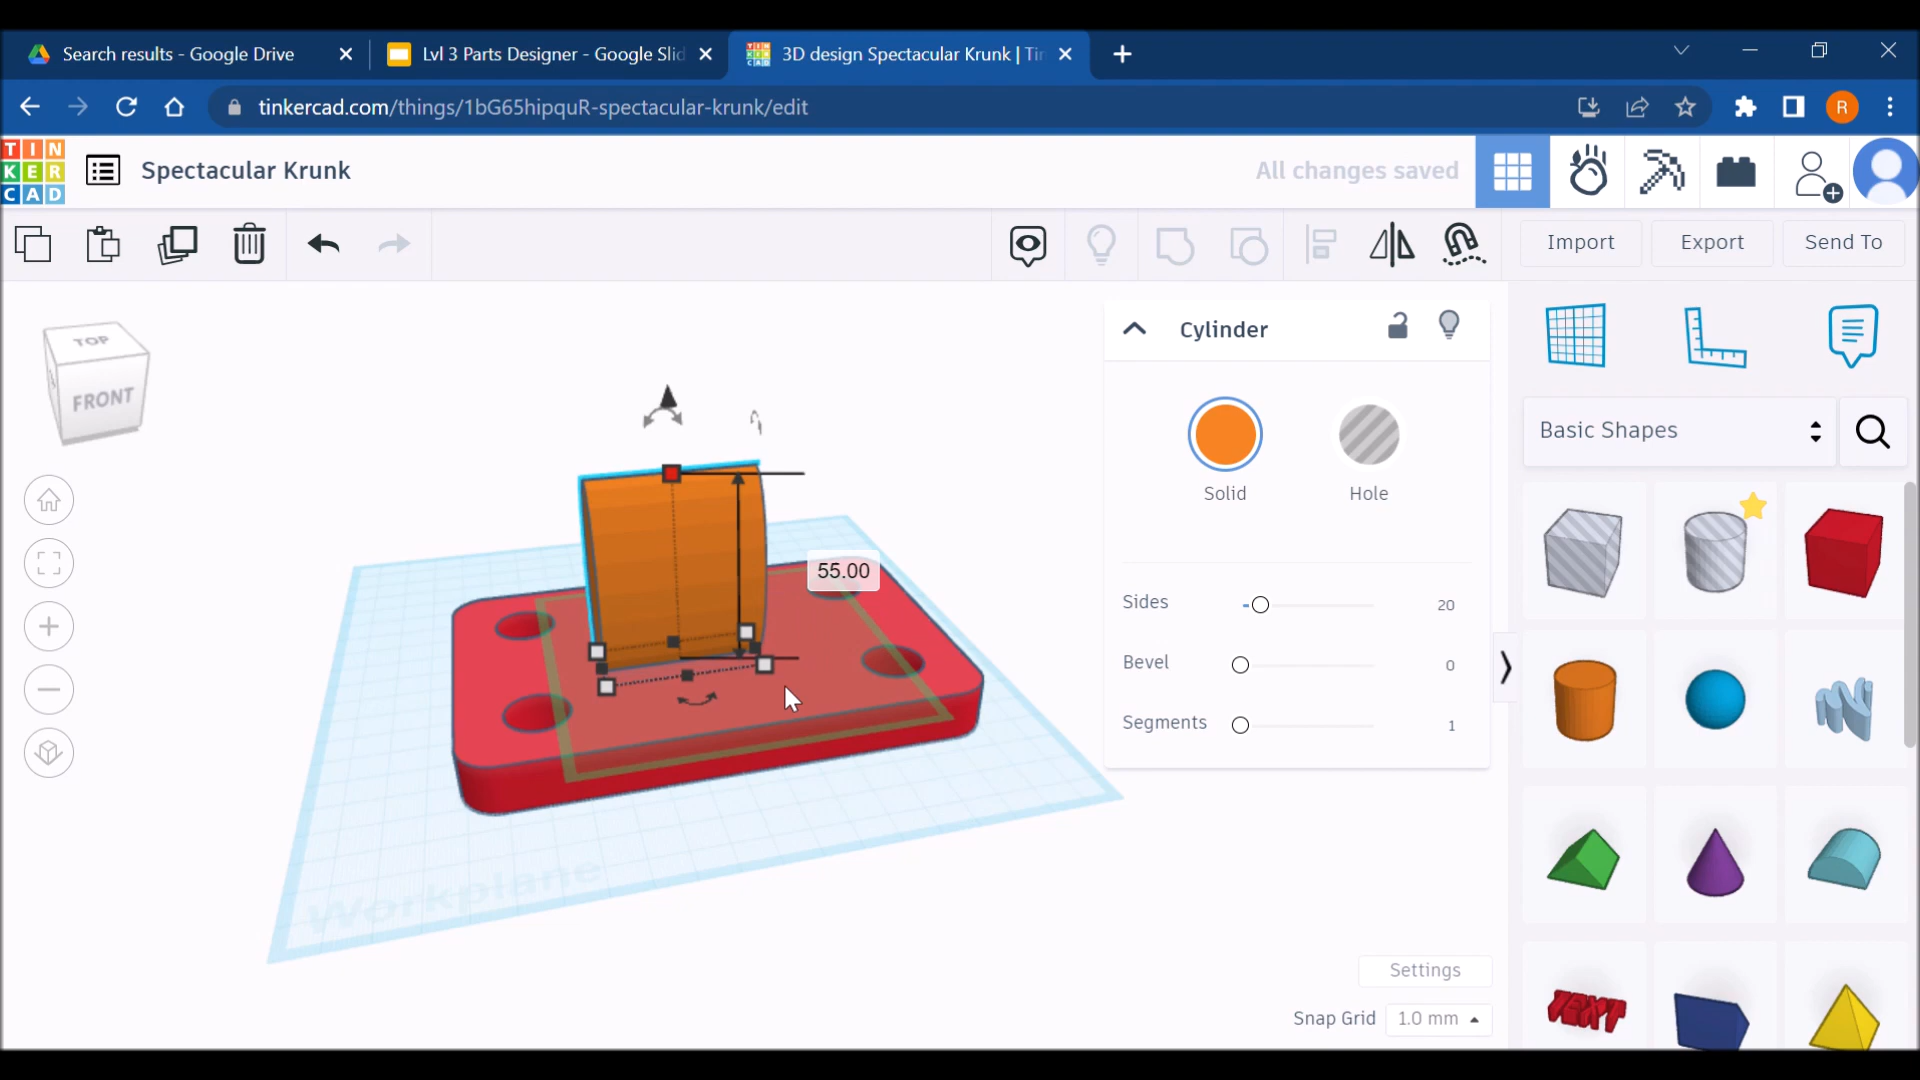 Search results - Google Drive
Lvl 3 Parts Designer - Google Slid
3D design Spectacular Krunk | Tin
tinkercad.com/things/1bG65hipquR-spectacular-krunk/edit
R
TIN
KER
CAD
Spectacular Krunk
All changes saved
Import
Export
Send To
TOP
FRONT
Cylinder
Solid
Hole
Basic Shapes
55.00
Sides
20
Bevel
0
Segments
1
Workplane
TEXT
Settings
Snap Grid
1.0 mm